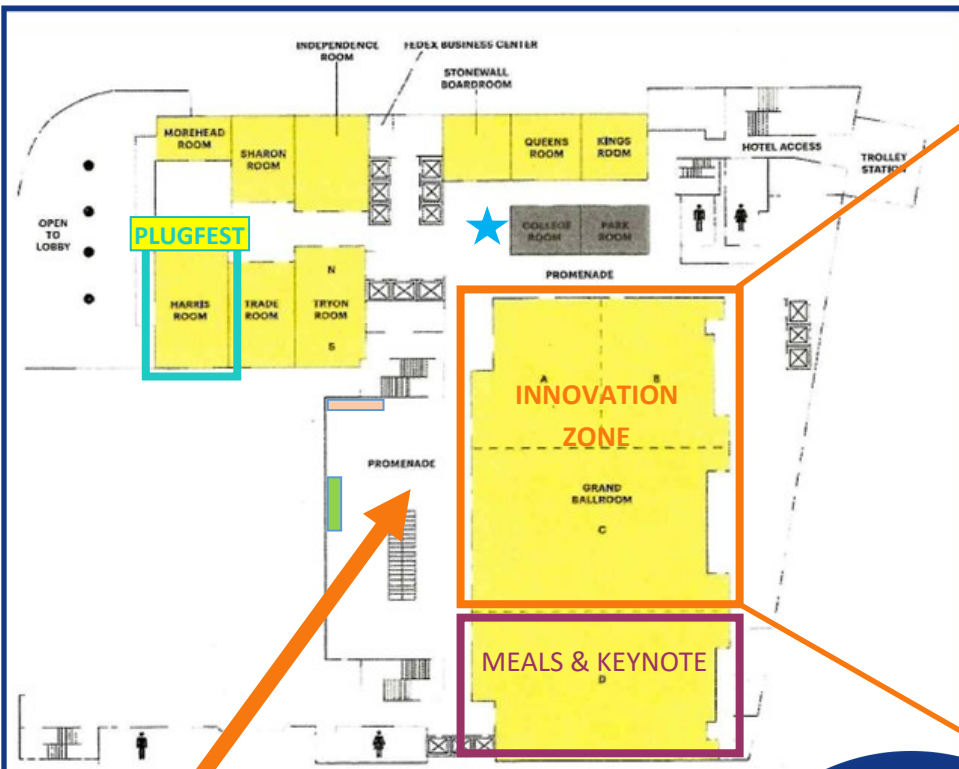 INDEPENDENCE
ROOM
FEDEX BUSINESS CENTER
STONEWALL
BOARDROOM
MOREHEAD
ROOM
SHARON
ROOM
QUEENS
ROOM
KINGS
ROOM
HOTEL ACCESS
TROLLEY
STATION
OPEN
TO
LOBBY
PLUGFEST
COLLEGE
ROOM
PARK
ROOM
PROMENADE
HARRIS
ROOM
TRADE
ROOM
N
TRYON
ROOM
S
A
B
INNOVATION
ZONE
PROMENADE
GRAND
BALLROOM
C
MEALS & KEYNOTE
D